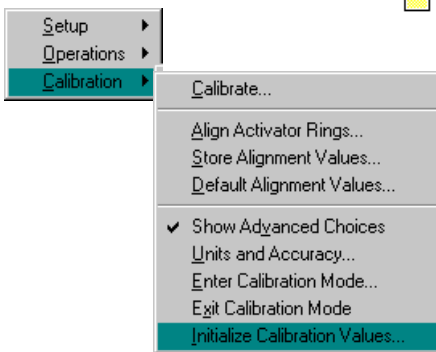 Setup
Operations
Calibration
Calibrate...
Align Activator Rings...
Store Alignment Values...
Default Alignment Values...
Show Advanced Choices
Units and Accuracy...
Enter Calibration Mode...
Exit Calibration Mode
Initialize Calibration Values...